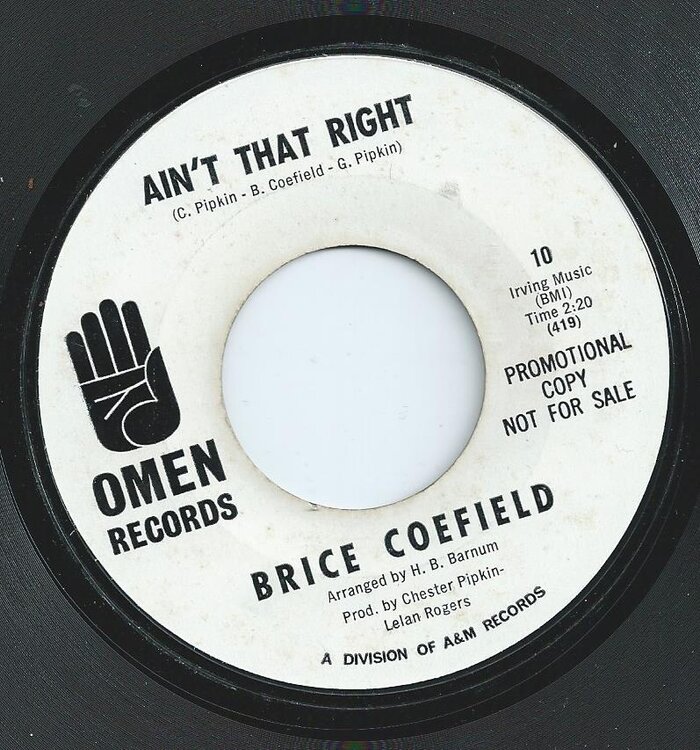 AIN'T THAT RIGHT
(C. Pipkin - B. Coefield - G. Pipkin)
10
Irving Music
(BMI)
Time 2:20
(419)
PROMOTIONAL
COPY
NOT FOR SALE
OMEN
RECORDS
BRICE COEFIELD
Arranged by H. B. Barnum
Prod. by Chester Pipkin-
Lelan Rogers
A DIVISION OF A&M RECORDS